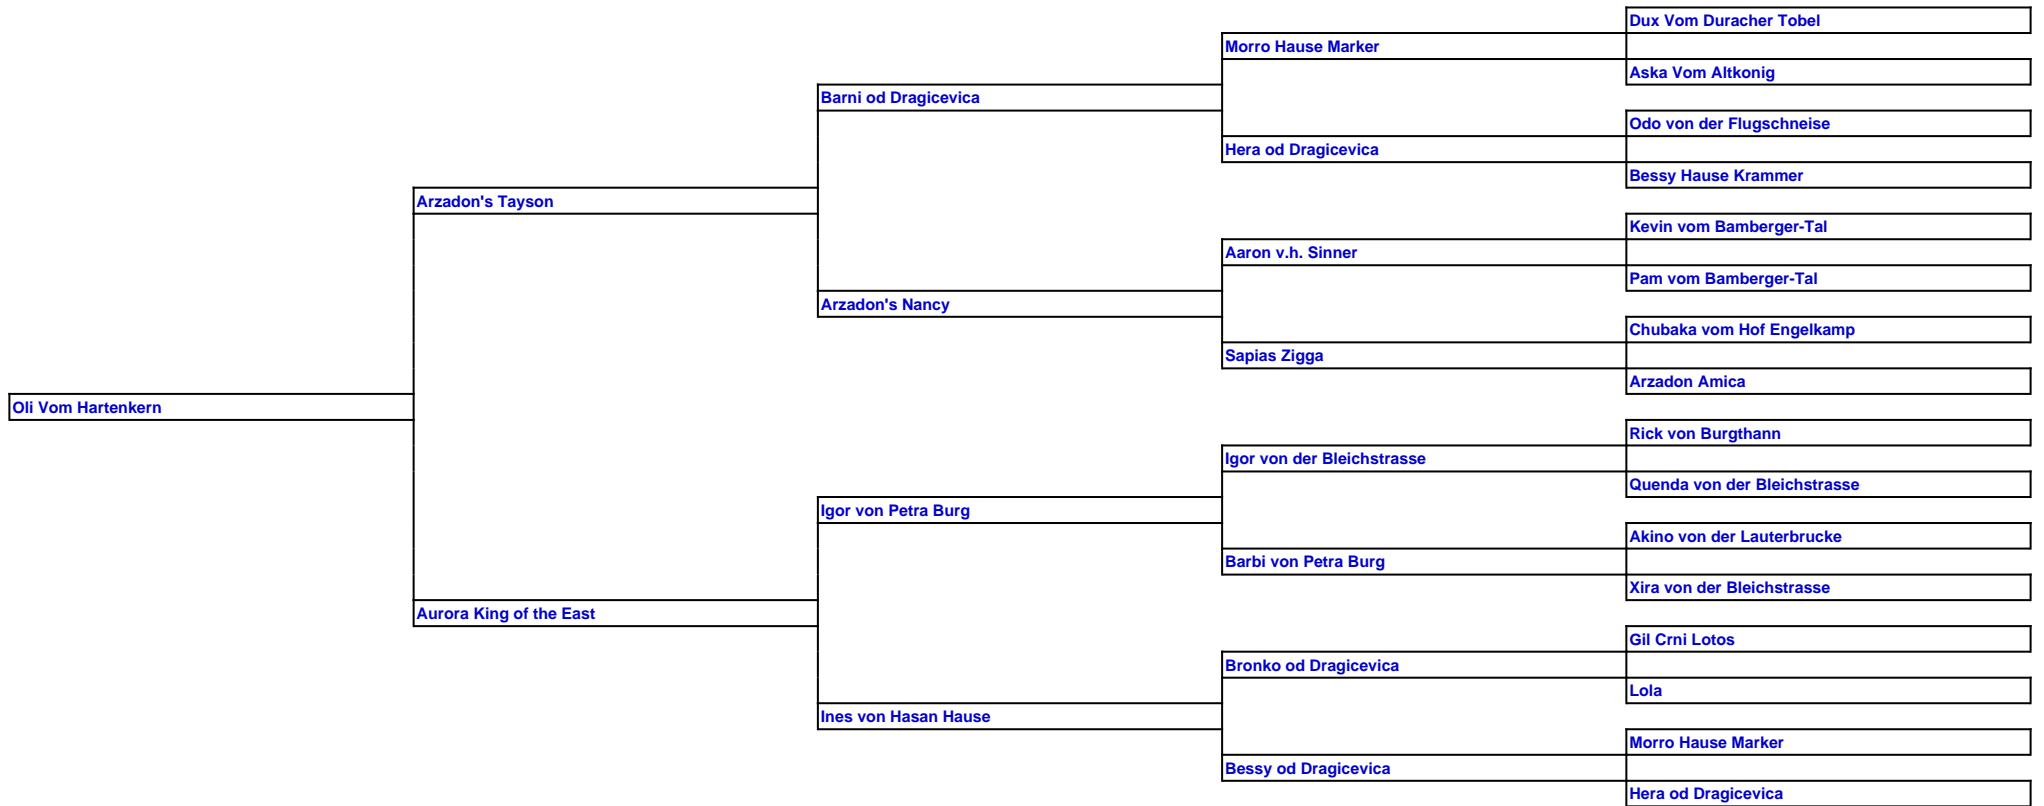 Dux Vom Duracher Tobel
Morro Hause Marker
Aska Vom Altkonig
Barni od Dragicevica
Odo von der Flugschneise
Hera od Dragicevica
Bessy Hause Krammer
Arzadon's Tayson
Kevin vom Bamberger-Tal
Aaron v.h. Sinner
Pam vom Bamberger-Tal
Arzadon's Nancy
Chubaka vom Hof Engelkamp
Sapias Zigga
Arzadon Amica
Oli Vom Hartenkern
Rick von Burgthann
Igor von der Bleichstrasse
Quenda von der Bleichstrasse
Igor von Petra Burg
Akino von der Lauterbrucke
Barbi von Petra Burg
Xira von der Bleichstrasse
Aurora King of the East
Gil Crni Lotos
Bronko od Dragicevica
Lola
Ines von Hasan Hause
Morro Hause Marker
Bessy od Dragicevica
Hera od Dragicevica